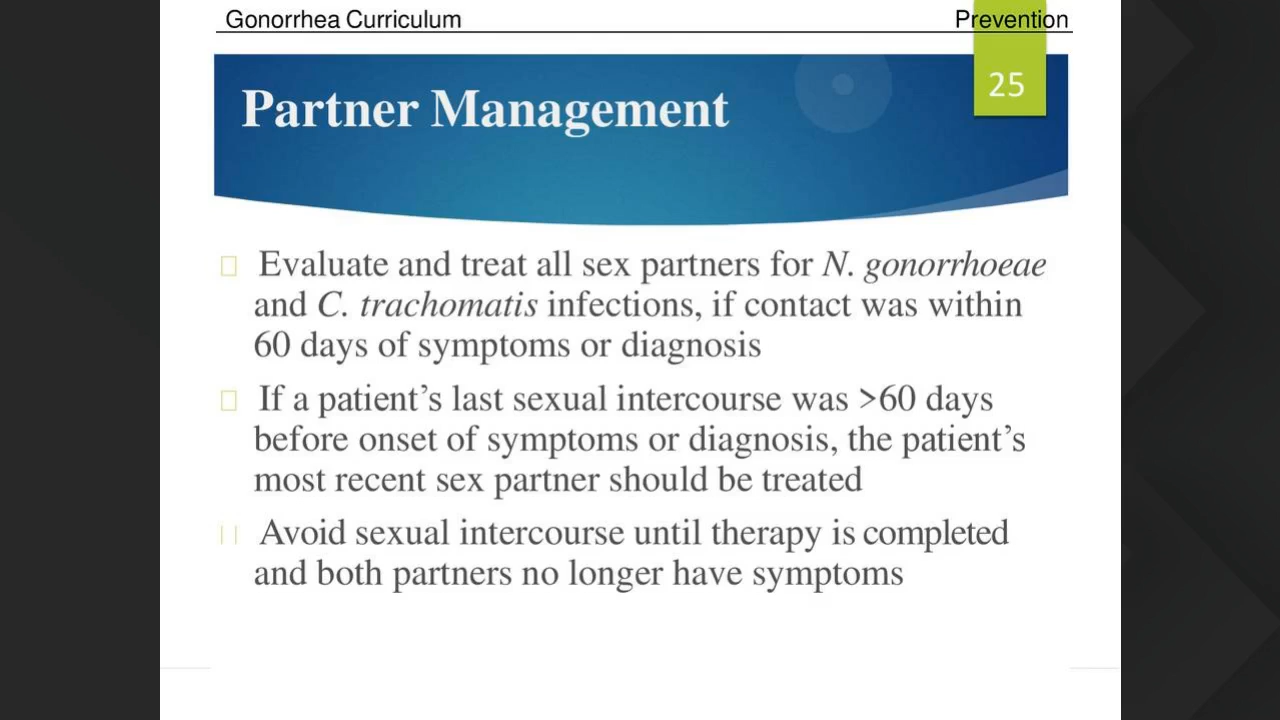 Gonorrhea Curriculum Prevention
25
Partner Management
Evaluate and treat all sex partners for N. gonorrhoeae
and C. trachomatis infections, if contact was within
60 days of symptoms or diagnosis
If a patient’s last sexual intercourse was >60 days
before onset of symptoms or diagnosis, the patient’s
most recent sex partner should be treated
Avoid sexual intercourse until therapy is completed
and both partners no longer have symptoms